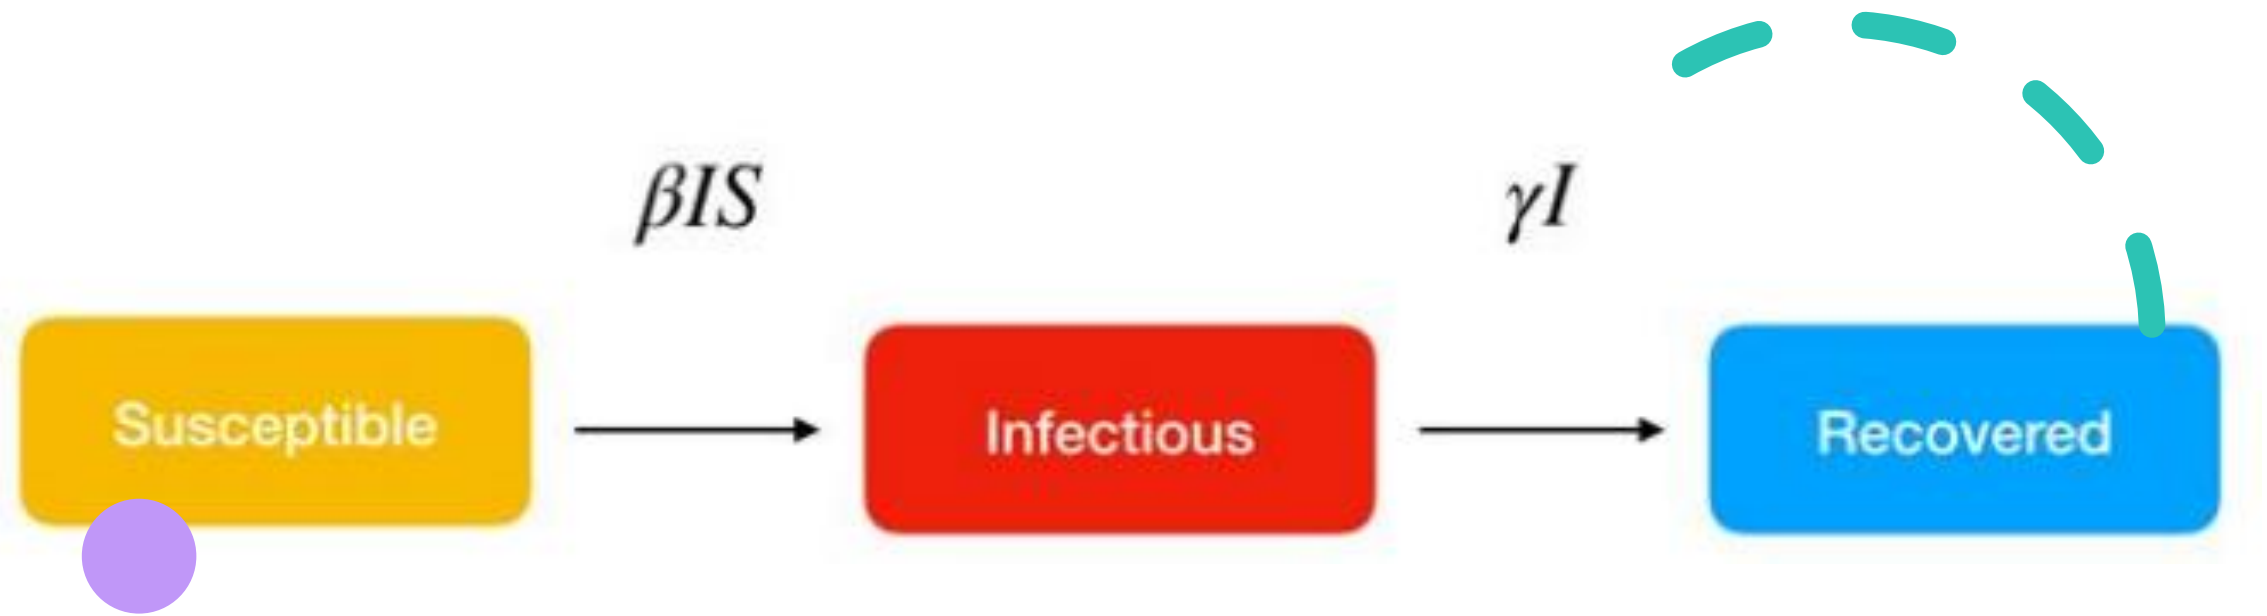 βIS
γI
Susceptible
Infectious
Recovered